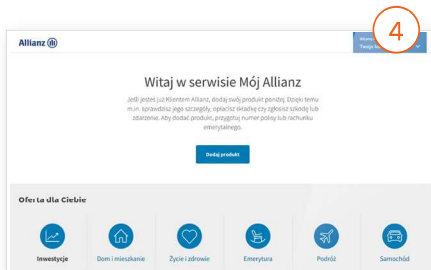 4
Allianz
Witaj w serwisie Mój Allianz
Jeśli jesteś już Klientem Allianz, dodaj swój produkt poniżej. Dzięki temu
m.in. sprawdzisz jego szczegóły, opłacisz składkę czy zgłosisz szkodę lub
zdarzenie. Aby dodać produkt, przygotuj numer polisy lub rachunku
emerytalnego.
Dodaj produkt
Oferta dla Ciebie
Inwestycje Dom i mieszkanie Życie i zdrowie Emerytura Podróż Samochód